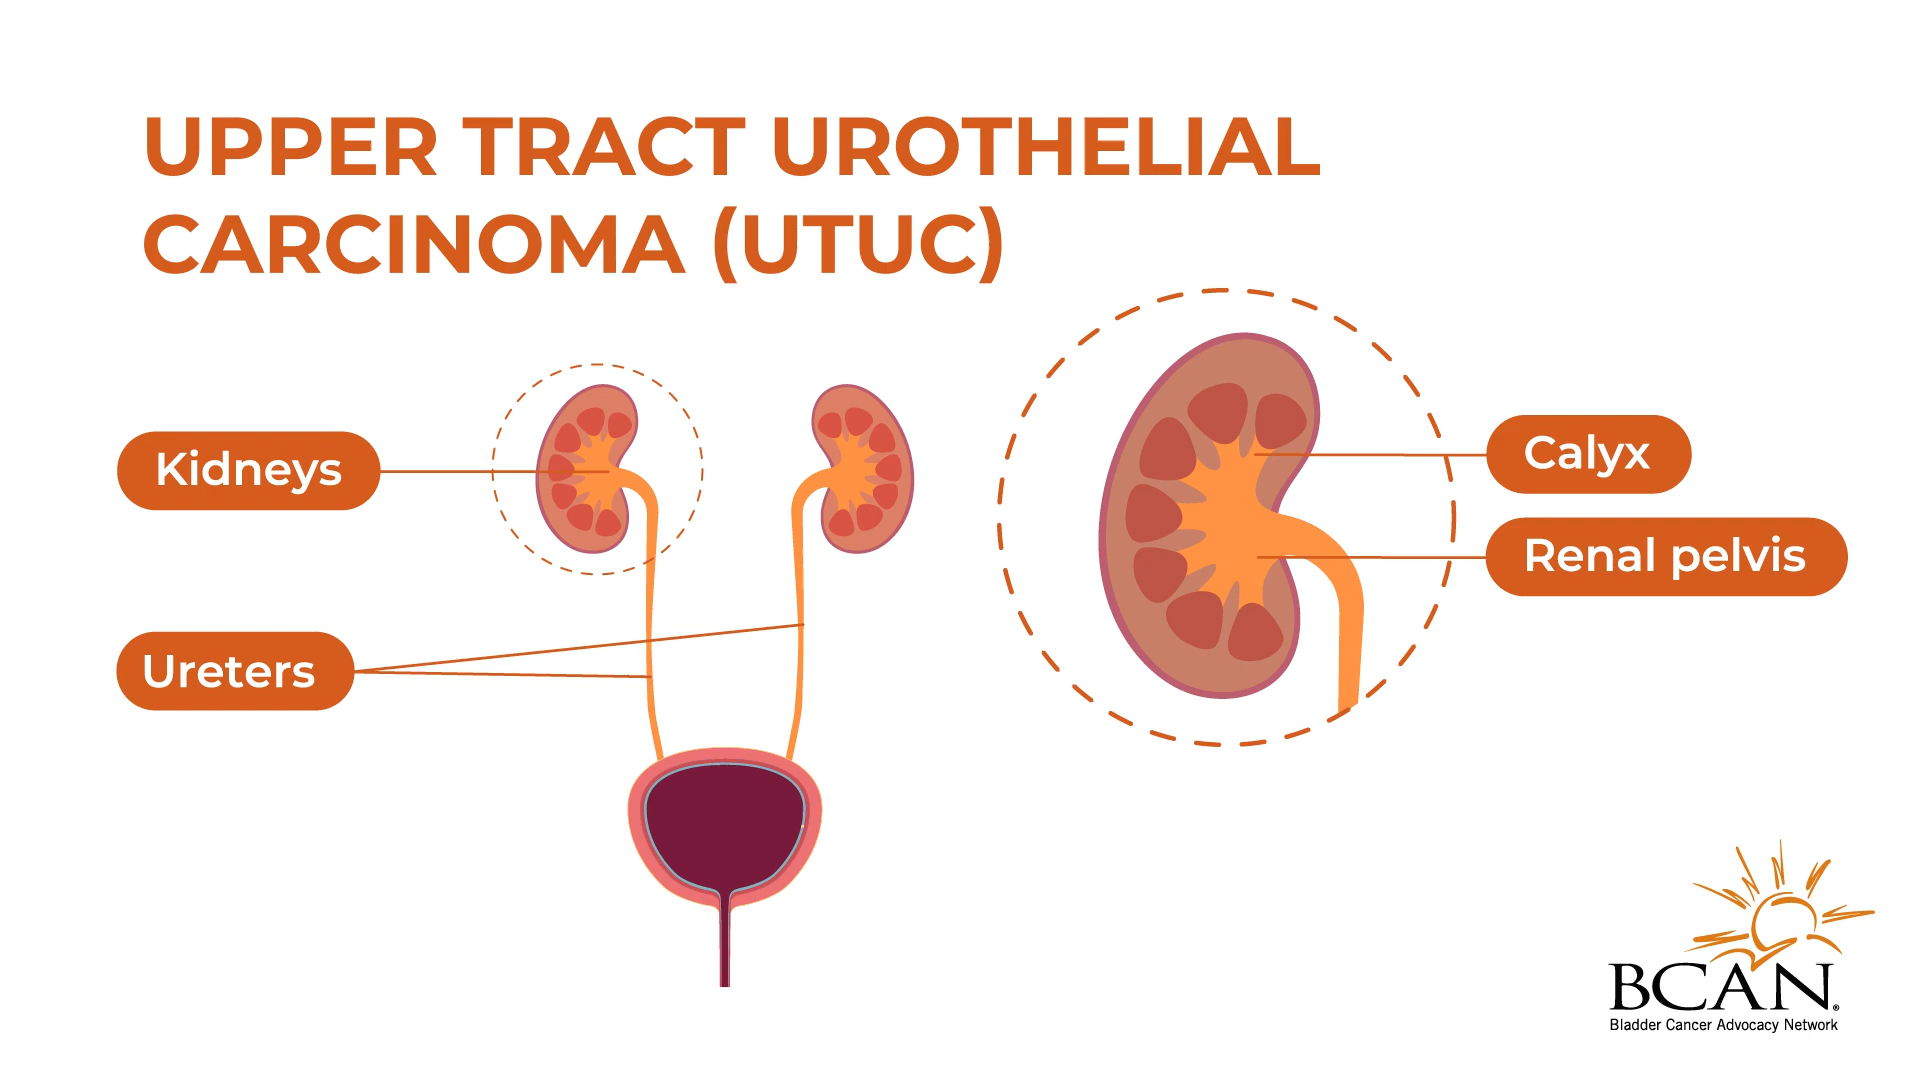 UPPER TRACT UROTHELIAL
CARCINOMA (UTUC)
Kidneys
Ureters
Calyx
Renal pelvis
BCAN®
Bladder Cancer Advocacy Network